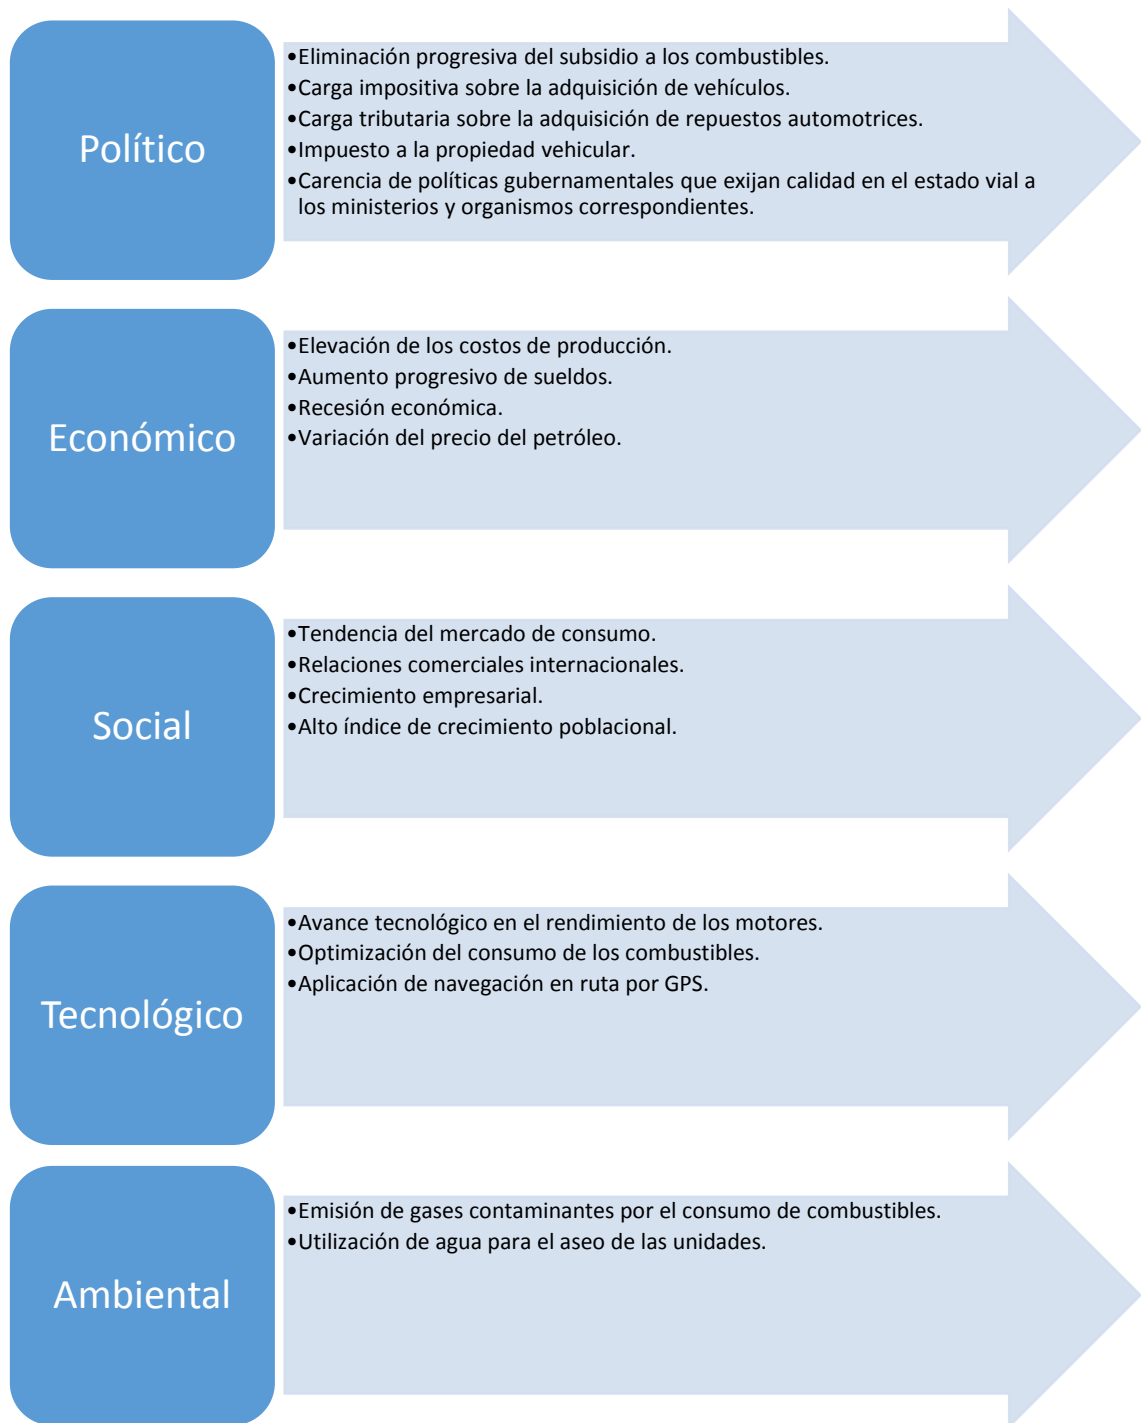 Político
•Eliminación progresiva del subsidio a los combustibles.
•Carga impositiva sobre la adquisición de vehículos.
•Carga tributaria sobre la adquisición de repuestos automotrices.
•Impuesto a la propiedad vehicular.
•Carencia de políticas gubernamentales que exijan calidad en el estado vial a
los ministerios y organismos correspondientes.
Económico
•Elevación de los costos de producción.
•Aumento progresivo de sueldos.
•Recesión económica.
•Variación del precio del petróleo.
Social
•Tendencia del mercado de consumo.
•Relaciones comerciales internacionales.
•Crecimiento empresarial.
•Alto índice de crecimiento poblacional.
Tecnológico
•Avance tecnológico en el rendimiento de los motores.
•Optimización del consumo de los combustibles.
•Aplicación de navegación en ruta por GPS.
Ambiental
•Emisión de gases contaminantes por el consumo de combustibles.
•Utilización de agua para el aseo de las unidades.